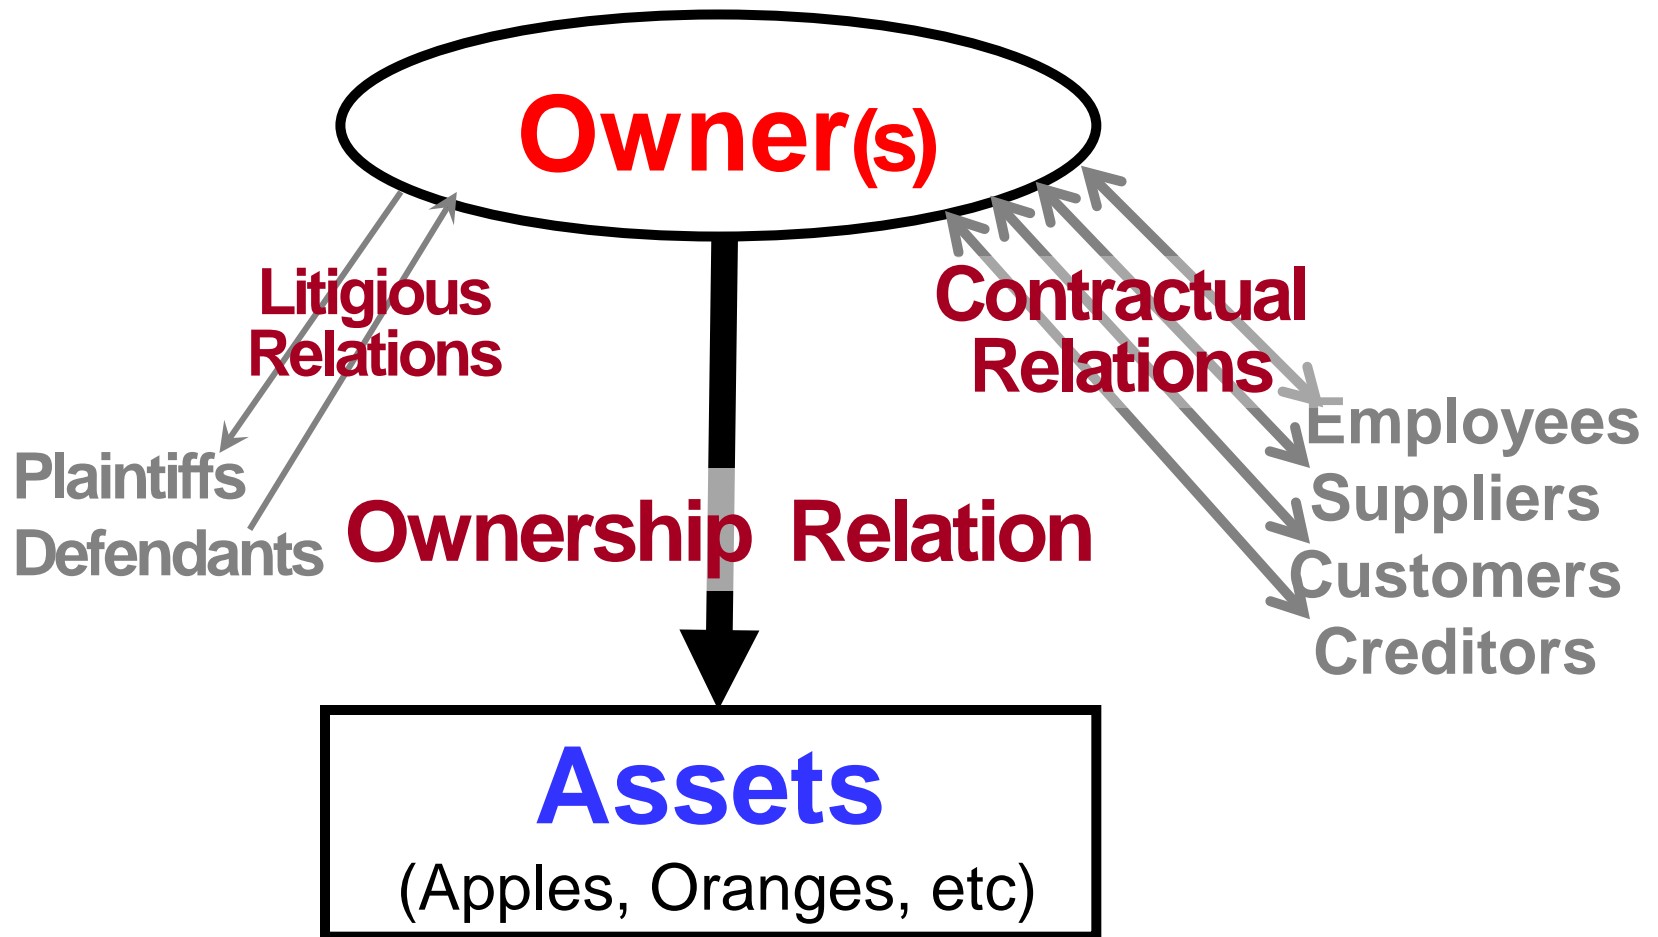 Owner(s)
Litigious
Relations
Contractual
Relations
Plaintiffs
Defendants
Ownership Relation
Employees
Suppliers
Customers
Creditors
Assets
(Apples, Oranges, etc)